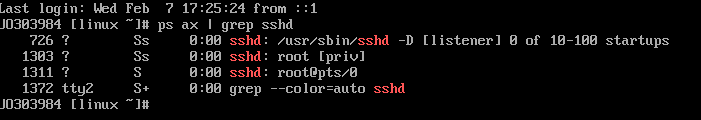 Last login: Wed Feb  7 17:25:24 from ::1
JO303984 [linux ~]# ps ax | grep sshd
    726 ?        Ss     0:00 sshd: /usr/sbin/sshd -D [listener] 0 of 10-100 startups
   1303 ?        Ss     0:00 sshd: root [priv]
   1311 ?        S      0:00 sshd: root@pts/0
   1372 tty2     S+     0:00 grep --color=auto sshd
JO303984 [linux ~]#